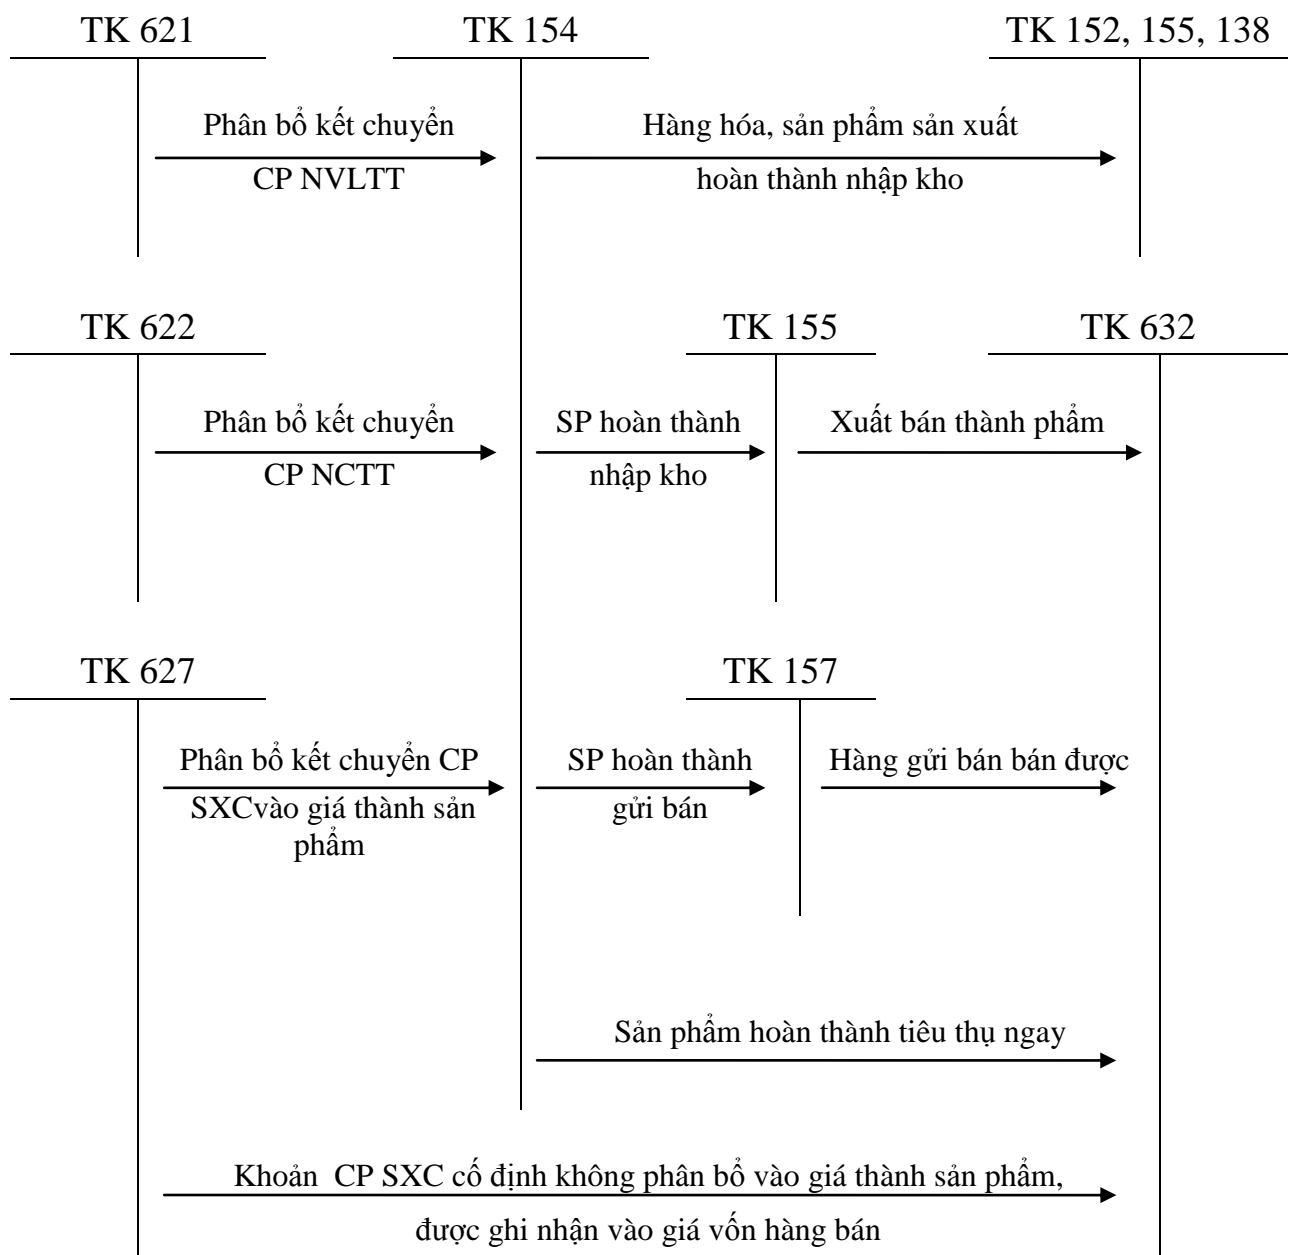 TK 621
TK 154
TK 152, 155, 138
Phân bổ kết chuyển
CP NVLTT
Hàng hóa, sản phẩm sản xuất
hoàn thành nhập kho
TK 622
TK 155
TK 632
Phân bổ kết chuyển
CP NCTT
SP hoàn thành
nhập kho
Xuất bán thành phẩm
TK 627
TK 157
Phân bổ kết chuyển CP
SXCvào giá thành sản
phẩm
SP hoàn thành
gửi bán
Hàng gửi bán bán được
Sản phẩm hoàn thành tiêu thụ ngay
Khoản CP SXC cố định không phân bổ vào giá thành sản phẩm,
được ghi nhận vào giá vốn hàng bán